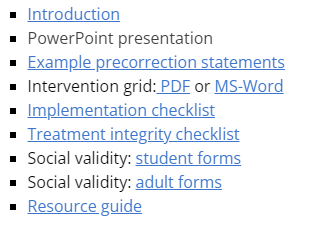 Introduction
PowerPoint presentation
Example precorrection statements
Intervention grid: PDF or MS-Word
Implementation checklist
Treatment integrity checklist
Social validity: student forms
Social validity: adult forms
Resource guide